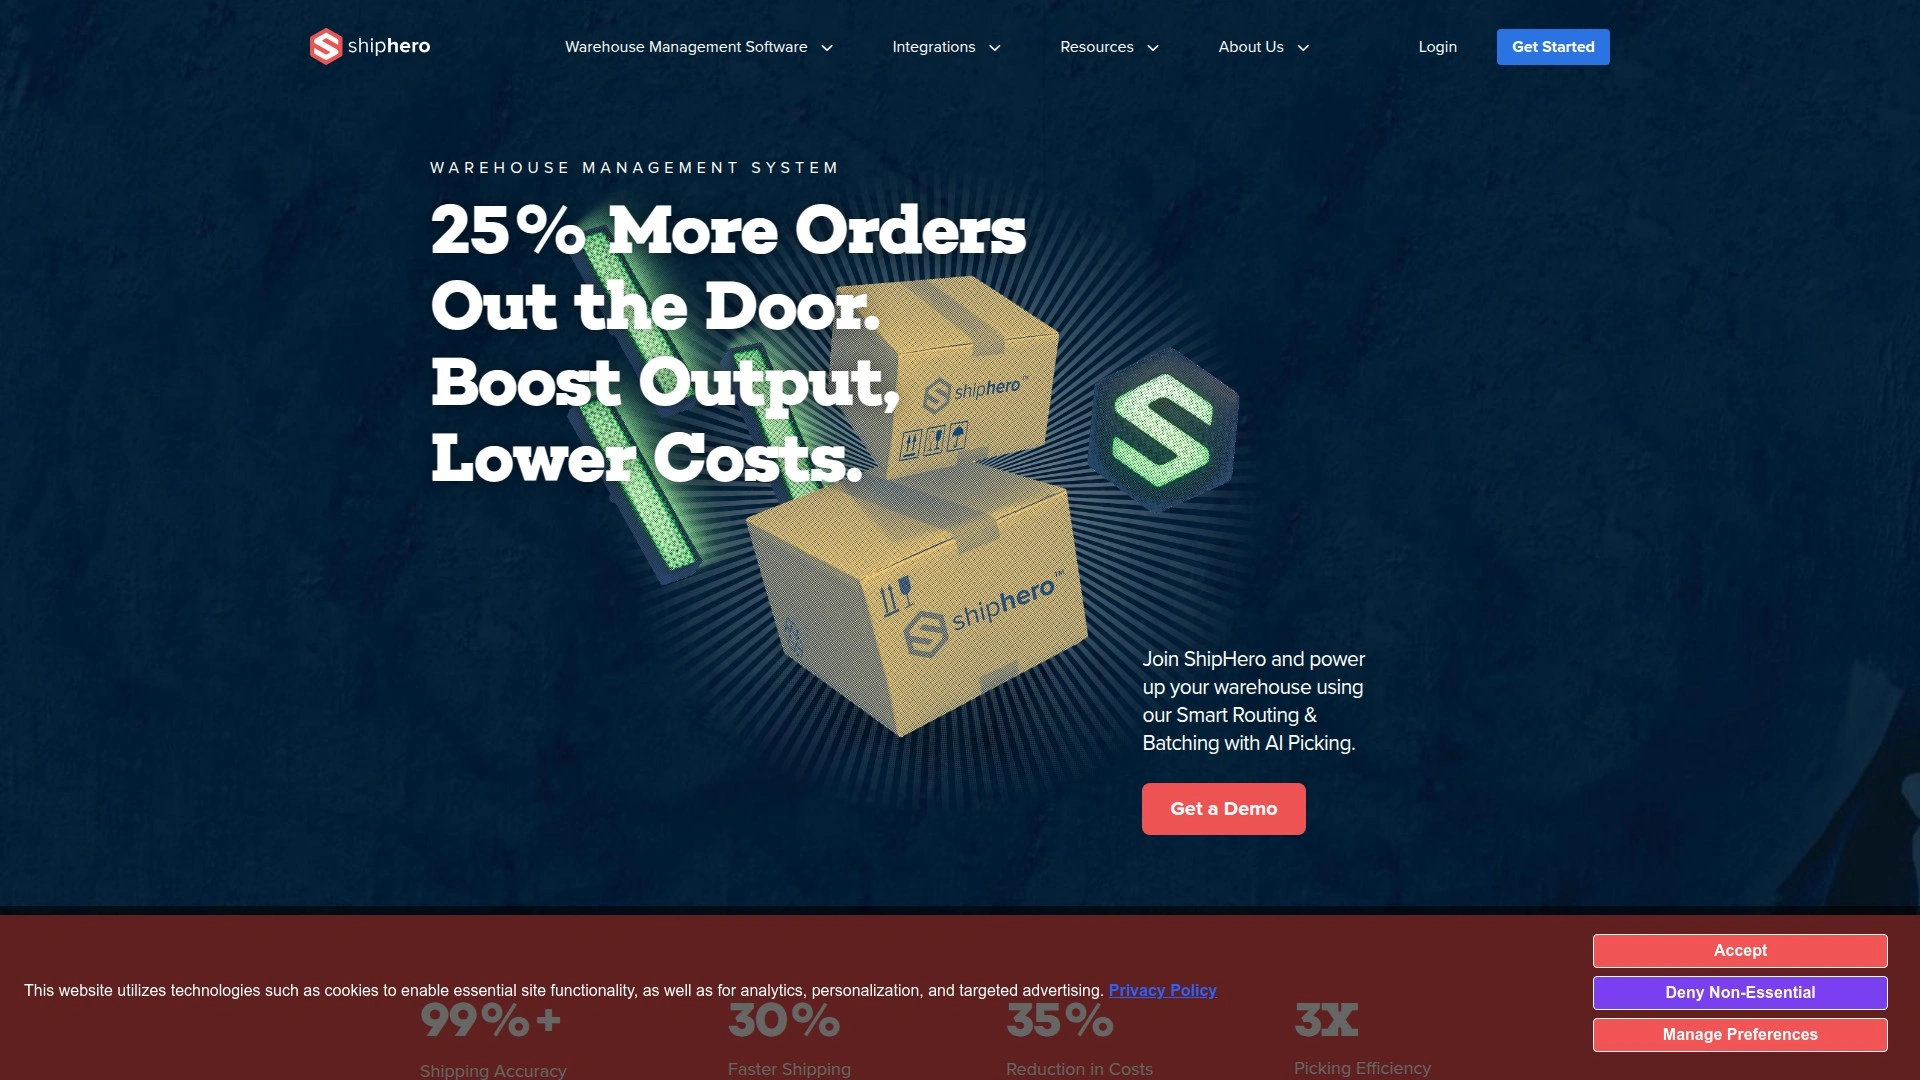 shiphero
Warehouse Management Software
Integrations
Resources
About Us
Login
Get Started
WAREHOUSE MANAGEMENT SYSTEM
25% More Orders
Out the Door.
Boost Output,
Lower Costs.
shiphero™
shiphero™
Join ShipHero and power
up your warehouse using
our Smart Routing &
Batching with AI Picking.
Get a Demo
This website utilizes technologies such as cookies to enable essential site functionality, as well as for analytics, personalization, and targeted advertising. Privacy Policy
Accept
Deny Non-Essential
Manage Preferences
99%+
30%
35%
3X
Shipping Accuracy
Faster Shipping
Reduction in Costs
Picking Efficiency